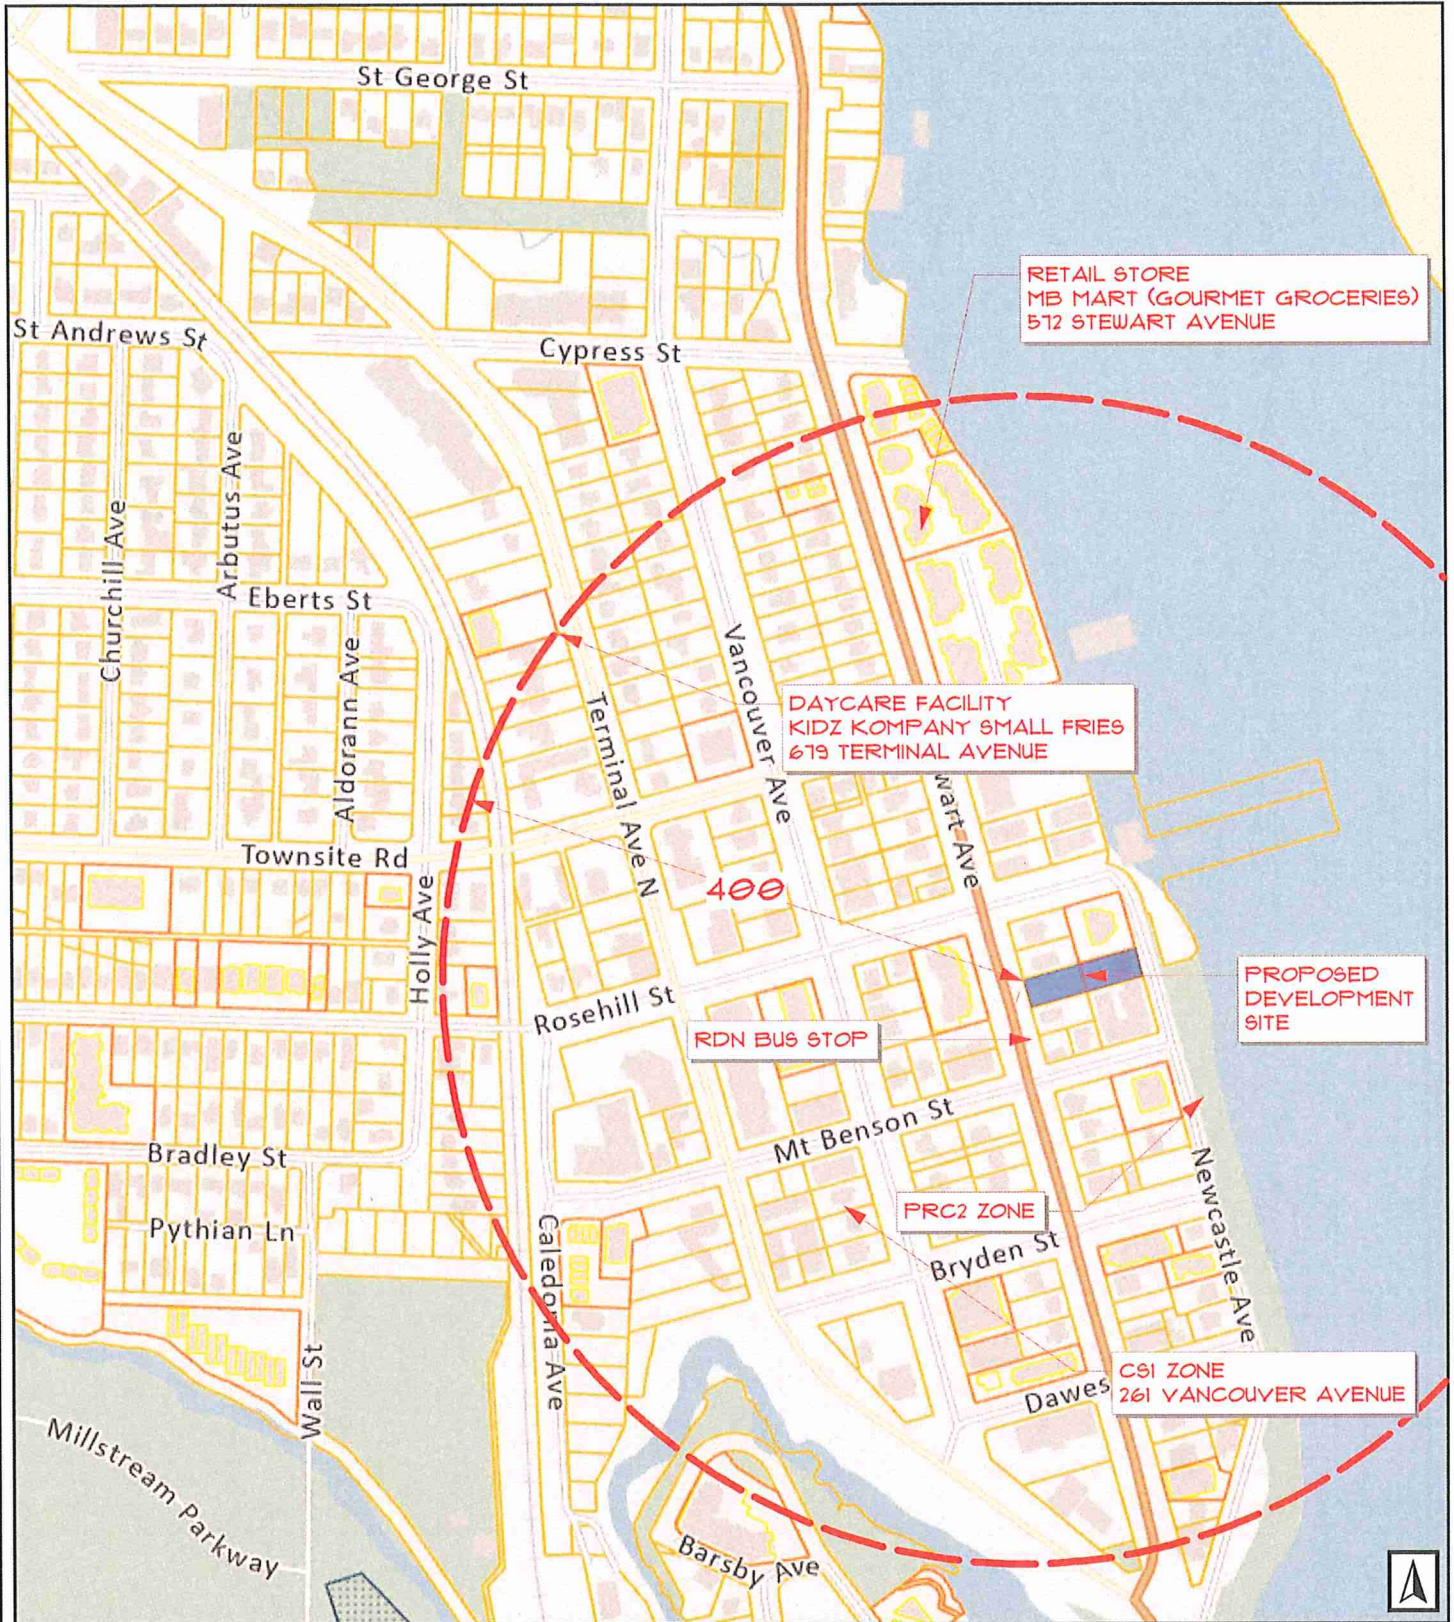 St George St
RETAIL STORE
MB MART (GOURMET GROCERIES)
572 STEWART AVENUE
St Andrews St
Cypress St
Arbutus Ave
Churchill Ave
Eberts St
Vancouver Ave
Aldorann Ave
Terminal Ave N
DAYCARE FACILITY
KIDZ KOMPANY SMALL FRIES
679 TERMINAL AVENUE
wart Ave
Townsite Rd
400
Holly Ave
PROPOSED
DEVELOPMENT
SITE
Rosehill St
RDN BUS STOP
Mt Benson St
Bradley St
Newcastle Ave
PRC2 ZONE
Pythian Ln
Caledonia Ave
Bryden St
Wall St
CS1 ZONE
261 VANCOUVER AVENUE
Dawes
Millstream Parkway
Barsby Ave